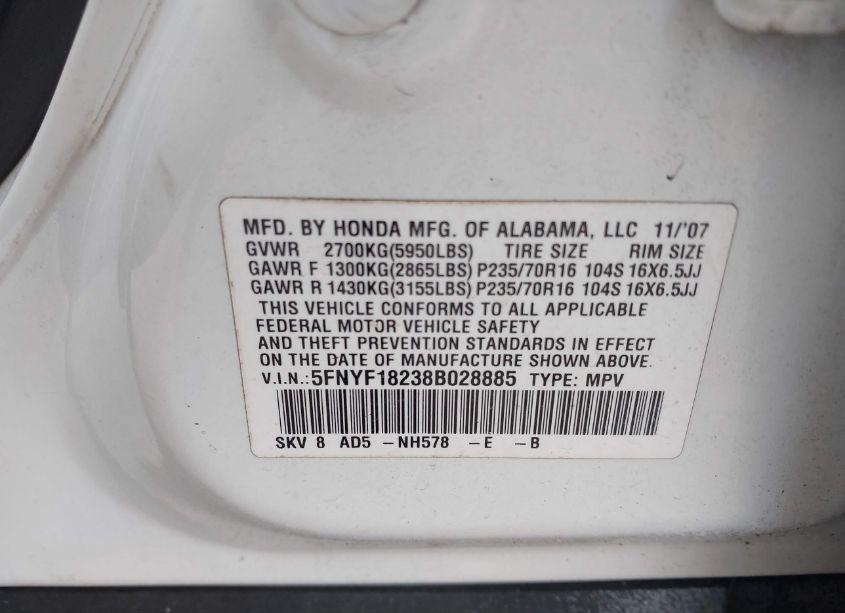 MFD. BY HONDA MFG. OF ALABAMA, LLC 11/'07
GVWR 2700KG(5950LBS) TIRE SIZE RIM SIZE
GAWR F 1300KG(2865LBS) P235/70R16 104S 16X6.5JJ
GAWR R 1430KG(3155LBS) P235/70R16 104S 16X6.5JJ
THIS VEHICLE CONFORMS TO ALL APPLICABLE
FEDERAL MOTOR VEHICLE SAFETY
AND THEFT PREVENTION STANDARDS IN EFFECT
ON THE DATE OF MANUFACTURE SHOWN ABOVE.
V.I.N.:5FNYF18238B028885 TYPE: MPV
SKV 8 AD5 -NH578 -E -B